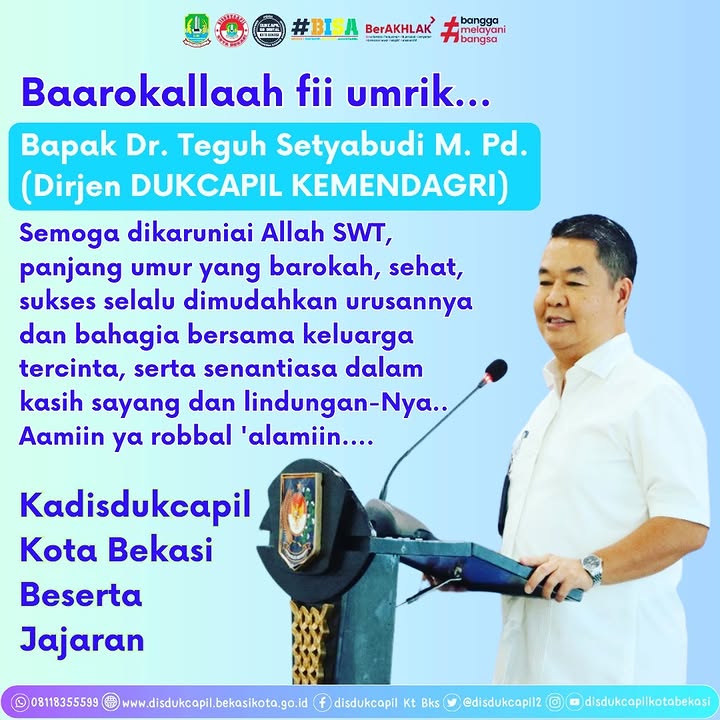 #BISA
BerAKHLAK
#bangga
melayani
bangsa
Baarokallaah fii umrik...
Bapak Dr. Teguh Setyabudi M. Pd.
(Dirjen DUKCAPIL KEMENDAGRI)
Semoga dikaruniai Allah SWT,
panjang umur yang barokah, sehat,
sukses selalu dimudahkan urusannya
dan bahagia bersama keluarga
tercinta, serta senantiasa dalam
kasih sayang dan lindungan-Nya..
Aamiin ya robbal 'alamiin....
Kadisdukcapil
Kota Bekasi
Beserta
Jajaran
08118355599 www.disdukcapil.bekasikota.go.id disdukcapil Kt Bks @disdukcapil2 disdukcapilkotabekasi